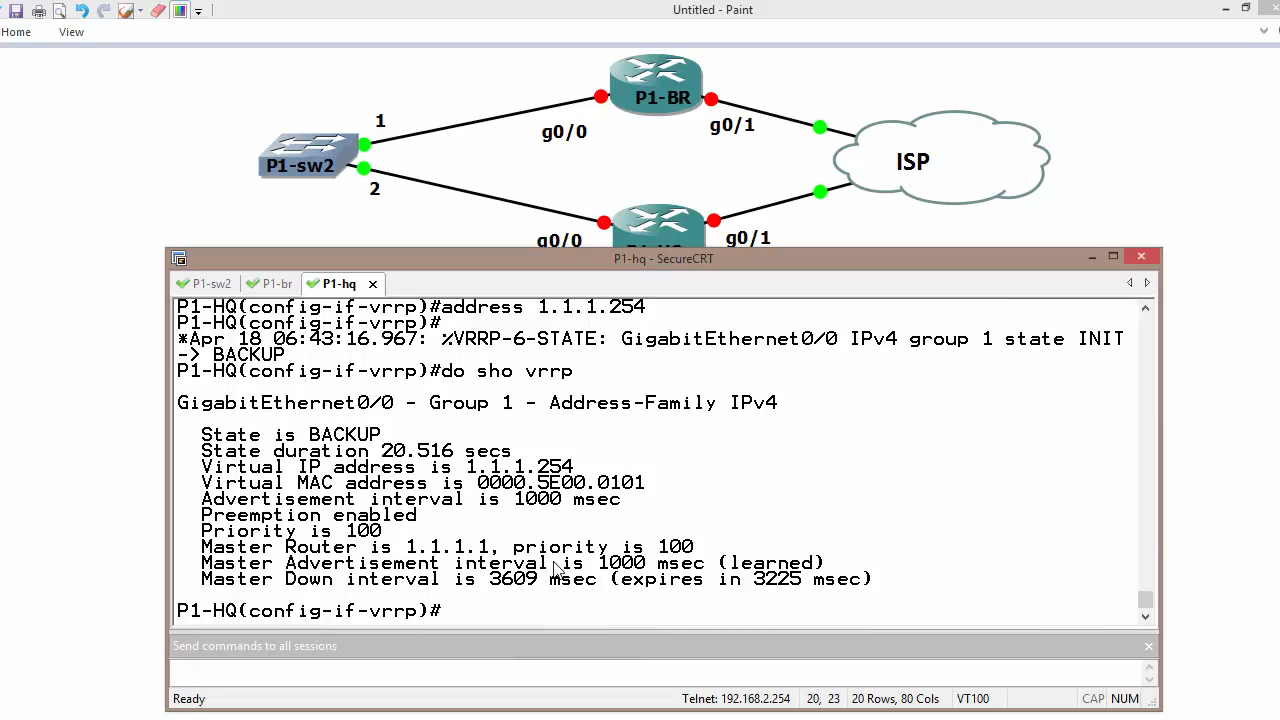 Untitled - Paint
Home View
P1-BR
1
g0/0
g0/1
P1-sw2
ISP
2
g0/0
g0/1
P1-hq - SecureCRT
P1-sw2 P1-br P1-hq
P1-HQ(config-if-vrrp)#address 1.1.1.254
P1-HQ(config-if-vrrp)#
*Apr 18 06:43:16.967: %VRRP-6-STATE: GigabitEthernet0/0 IPv4 group 1 state INIT
-> BACKUP
P1-HQ(config-if-vrrp)#do sho vrrp
GigabitEthernet0/0 - Group 1 - Address-Family IPv4
State is BACKUP
State duration 20.516 secs
Virtual IP address is 1.1.1.254
Virtual MAC address is 0000.5E00.0101
Advertisement interval is 1000 msec
Preemption enabled
Priority is 100
Master Router is 1.1.1.1, priority is 100
Master Advertisement interval is 1000 msec (learned)
Master Down interval is 3609 msec (expires in 3225 msec)
P1-HQ(config-if-vrrp)#
Send commands to all sessions
Ready Telnet: 192.168.2.254 20, 23 20 Rows, 80 Cols VT100 CAP NUM